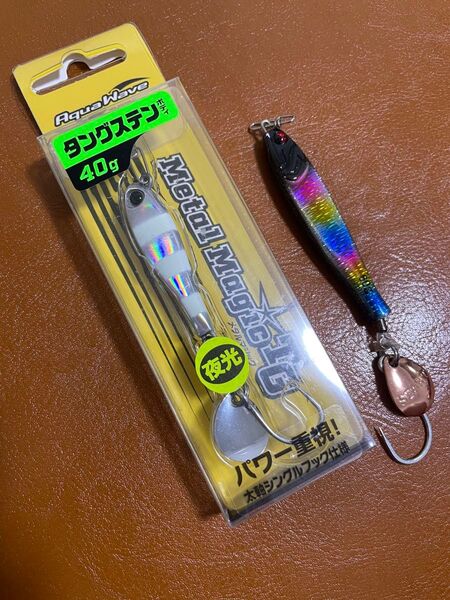 Aqua Wave
タングステン ボディ
40g
Metal Magic TG
夜光
パワー重視!
太軸シングルフック仕様